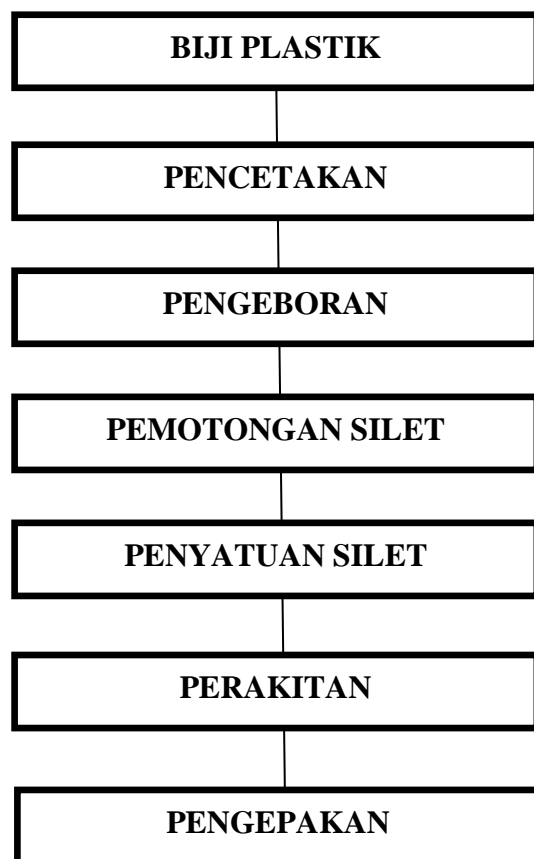 BIJI PLASTIK
PENCETAKAN
PENGEBORAN
PEMOTONGAN SILET
PENYATUAN SILET
PERAKITAN
PENGEPAKAN